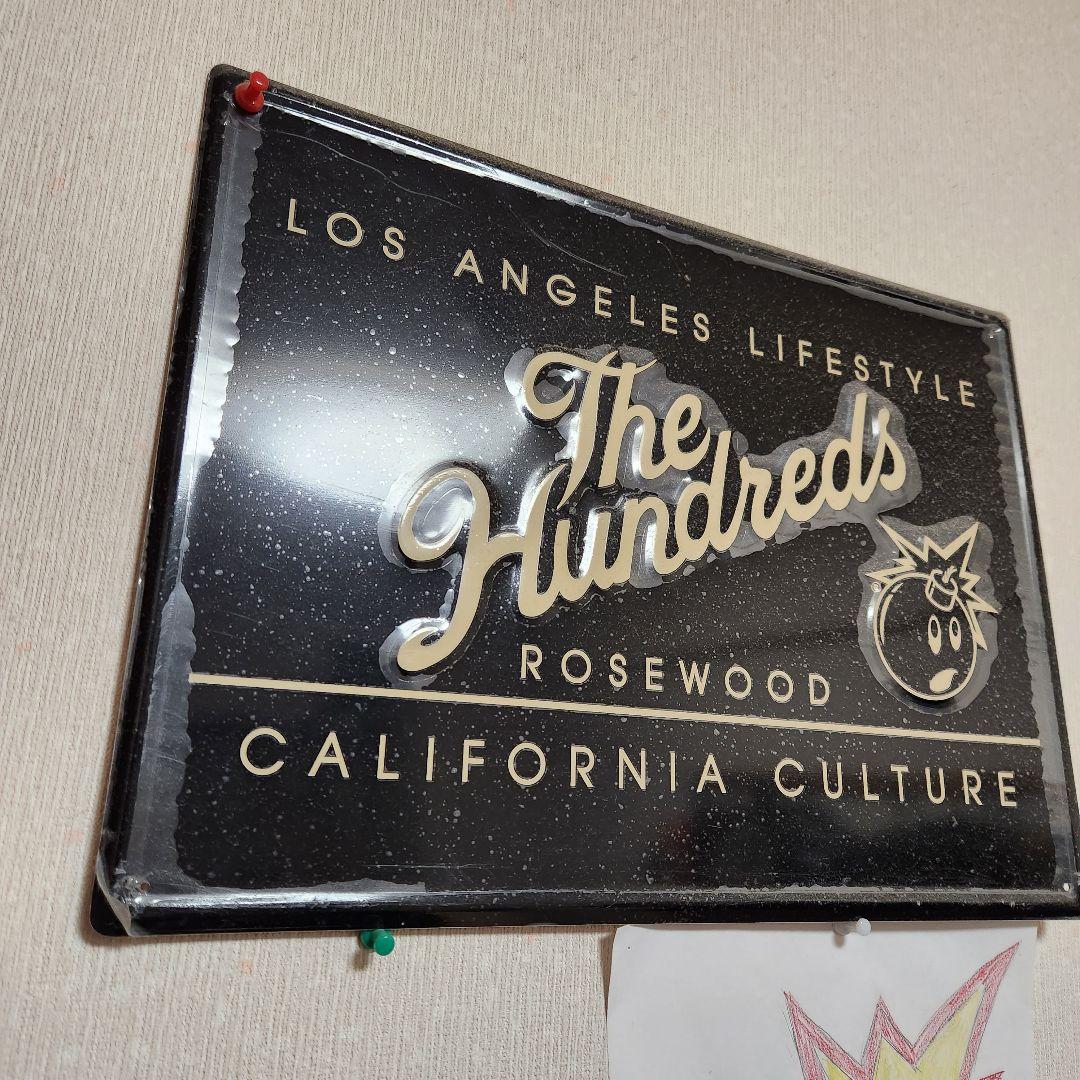 LOS ANGELES LIFESTYLE
The
Hundreds
ROSEWOOD
CALIFORNIA CULTURE